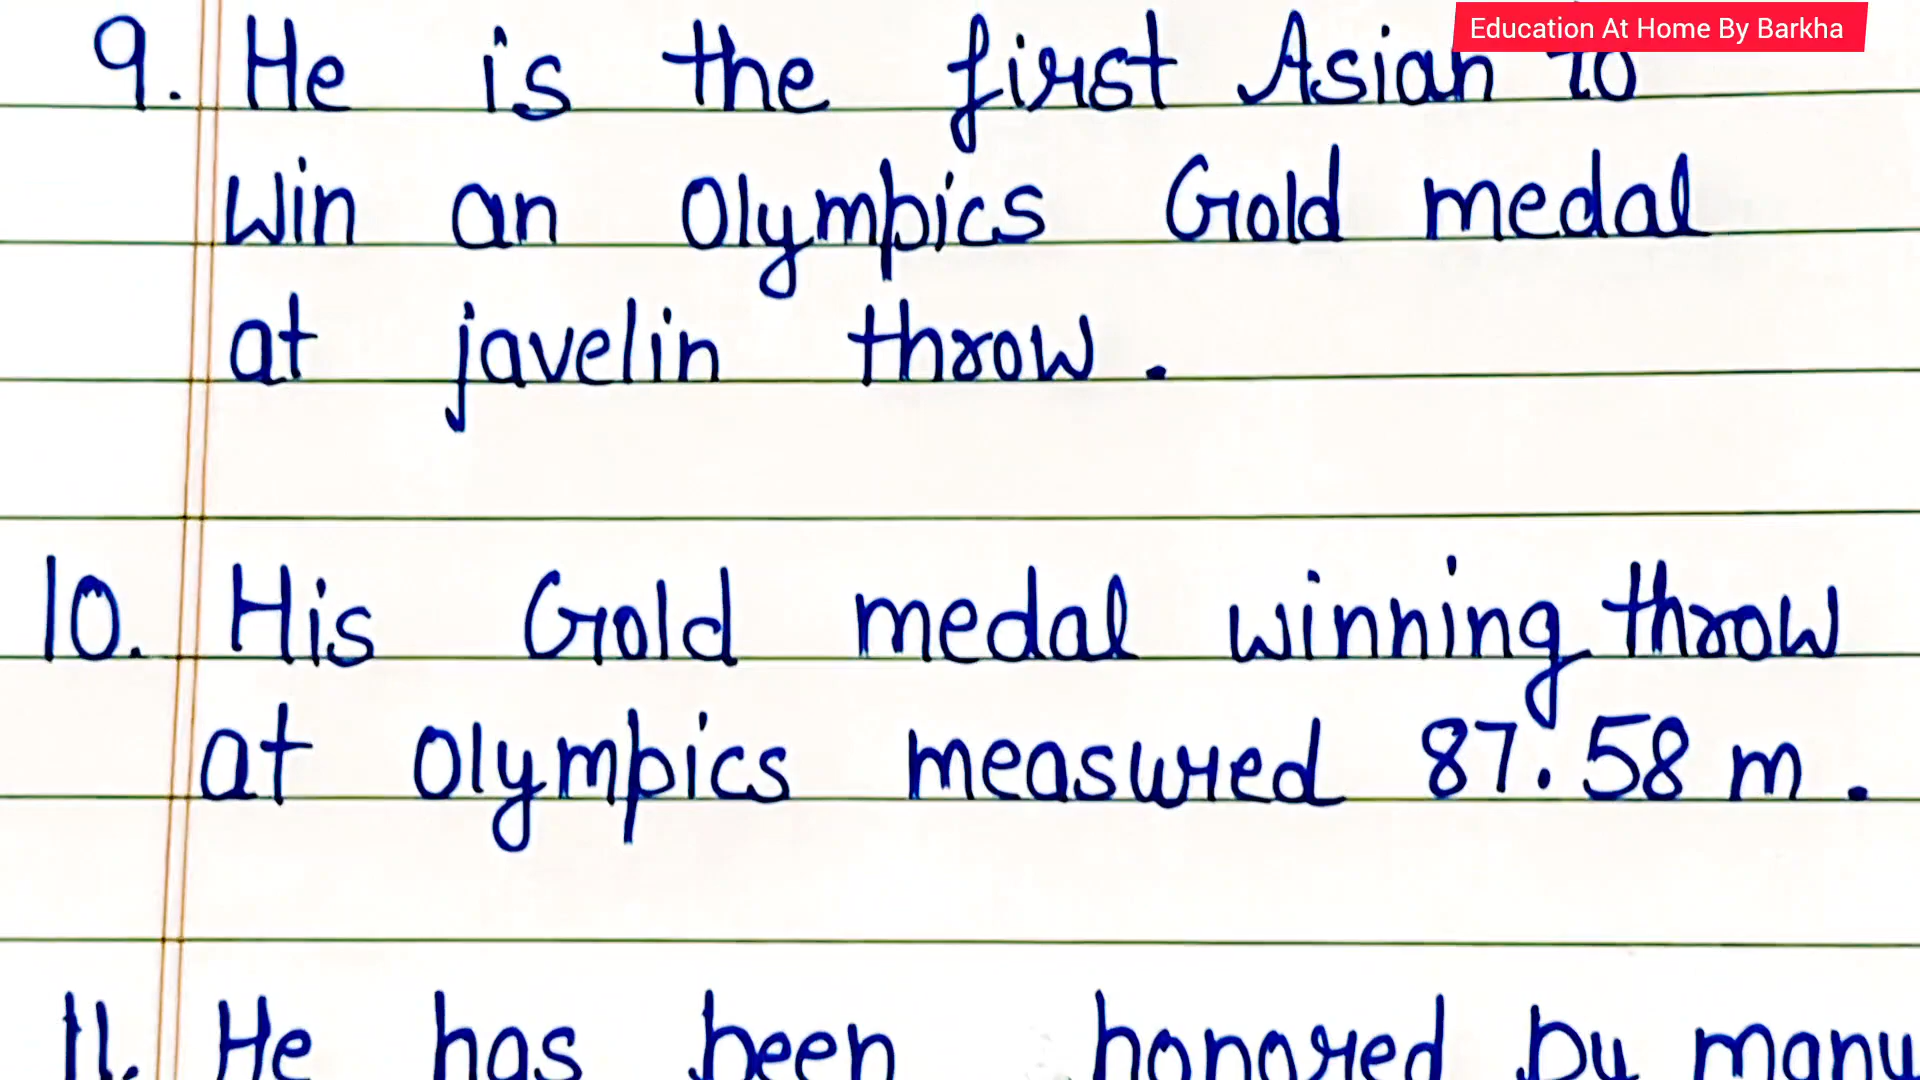 Education At Home By Barkha
9. He is the first Asian to
Win an Olympics Gold medal
at javelin throw.
10. His Gold medal winning throw
at Olympics measured 87.58 m.
11. He has been honored by many